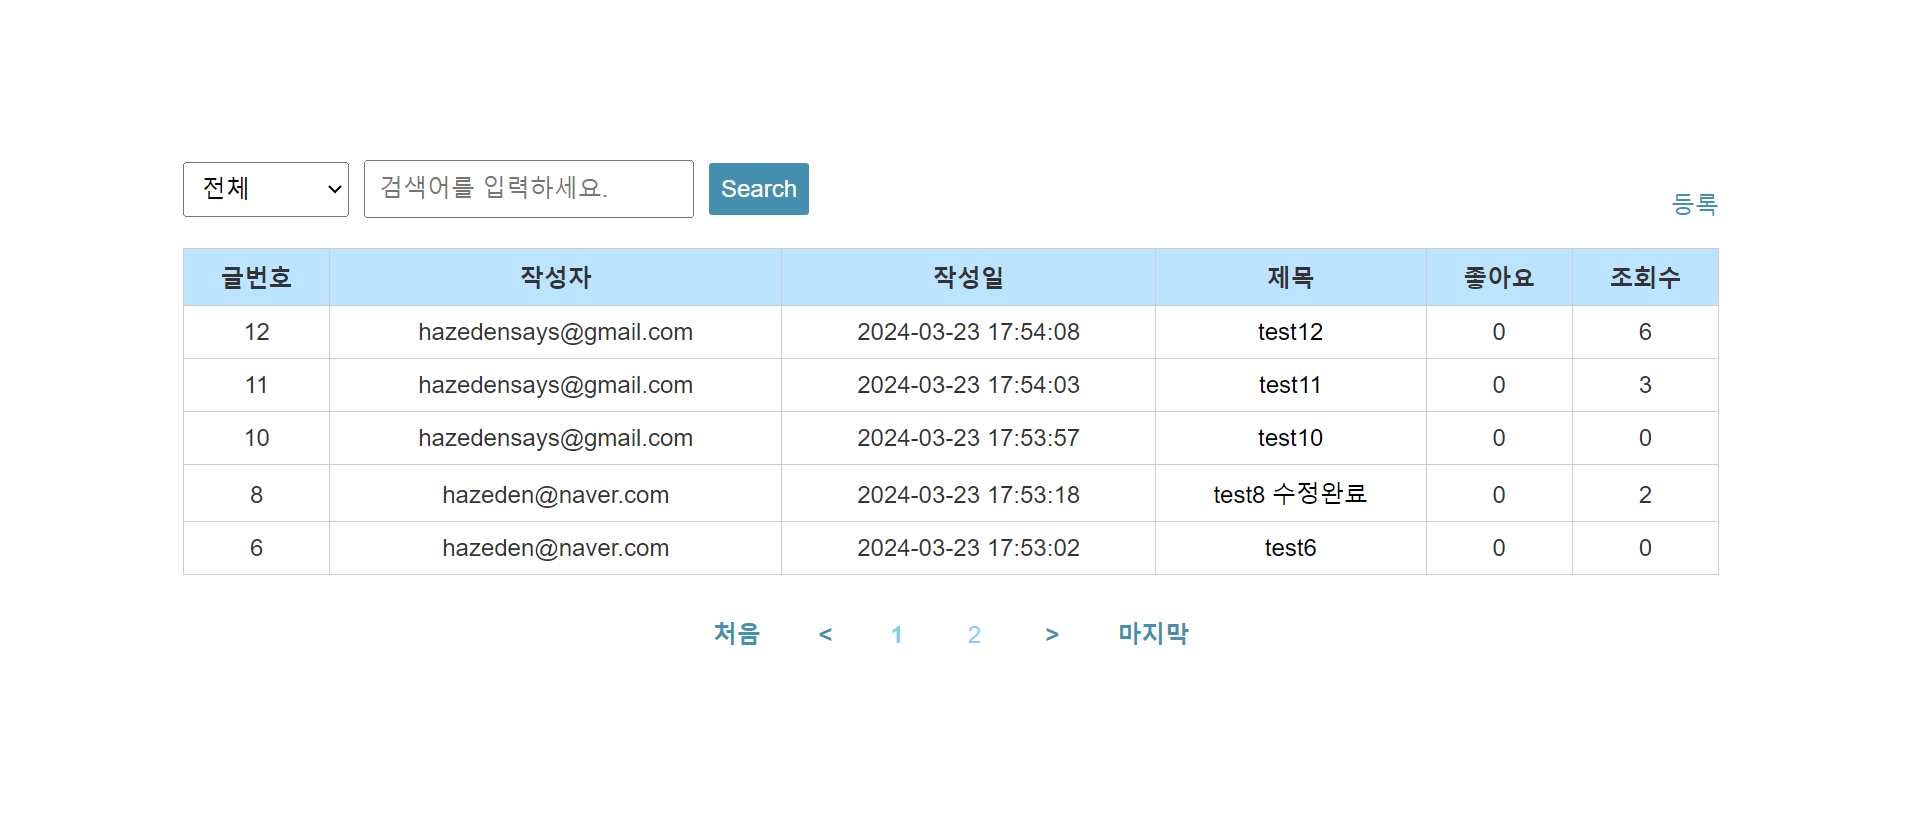 전체 검색어를 입력하세요. Search
등록
글번호 작성자 작성일 제목 좋아요 조회수
12 hazedensays@gmail.com 2024-03-23 17:54:08 test12 0 6
11 hazedensays@gmail.com 2024-03-23 17:54:03 test11 0 3
10 hazedensays@gmail.com 2024-03-23 17:53:57 test10 0 0
8 hazeden@naver.com 2024-03-23 17:53:18 test8 수정완료 0 2
6 hazeden@naver.com 2024-03-23 17:53:02 test6 0 0
처음 < 1 2 > 마지막